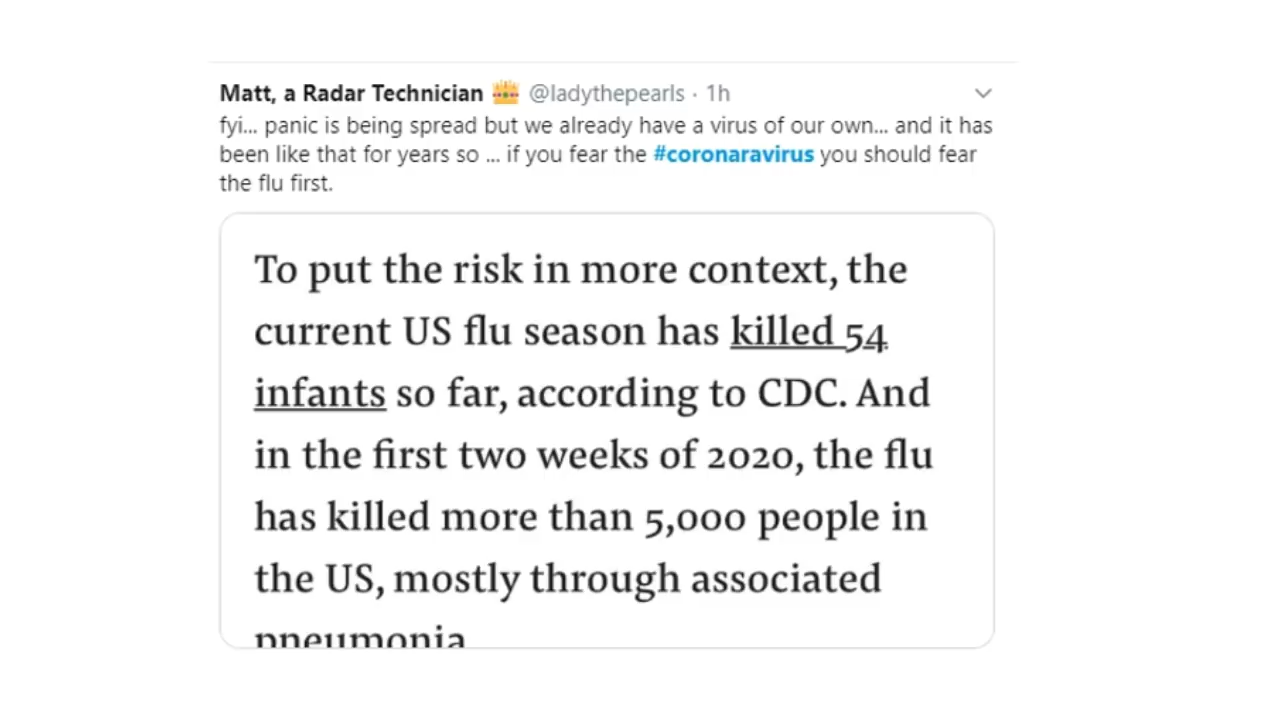 Matt, a Radar Technician 👑 @ladythepearls · 1h
fyi... panic is being spread but we already have a virus of our own... and it has
been like that for years so ... if you fear the #coronaravirus you should fear
the flu first.
To put the risk in more context, the
current US flu season has killed 54
infants so far, according to CDC. And
in the first two weeks of 2020, the flu
has killed more than 5,000 people in
the US, mostly through associated
pneumonia